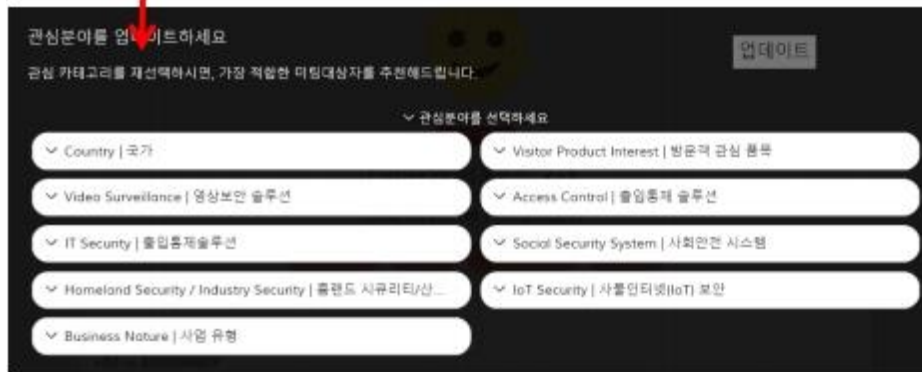 관심분야를 업데이트하세요
업데이트
관심 카테고리를 재선택하시면, 가장 적합한 미팅대상자를 추천해드립니다.
관심분야를 선택하세요
Country | 국가
Visitor Product Interest | 방문객 관심 품목
Video Surveillance | 영상보안 솔루션
Access Control | 출입통제 솔루션
IT Security | 출입통제솔루션
Social Security System | 사회안전 시스템
Homeland Security / Industry Security | 홈랜드 시큐리티/산...
IoT Security | 사물인터넷(IoT) 보안
Business Nature | 사업 유형